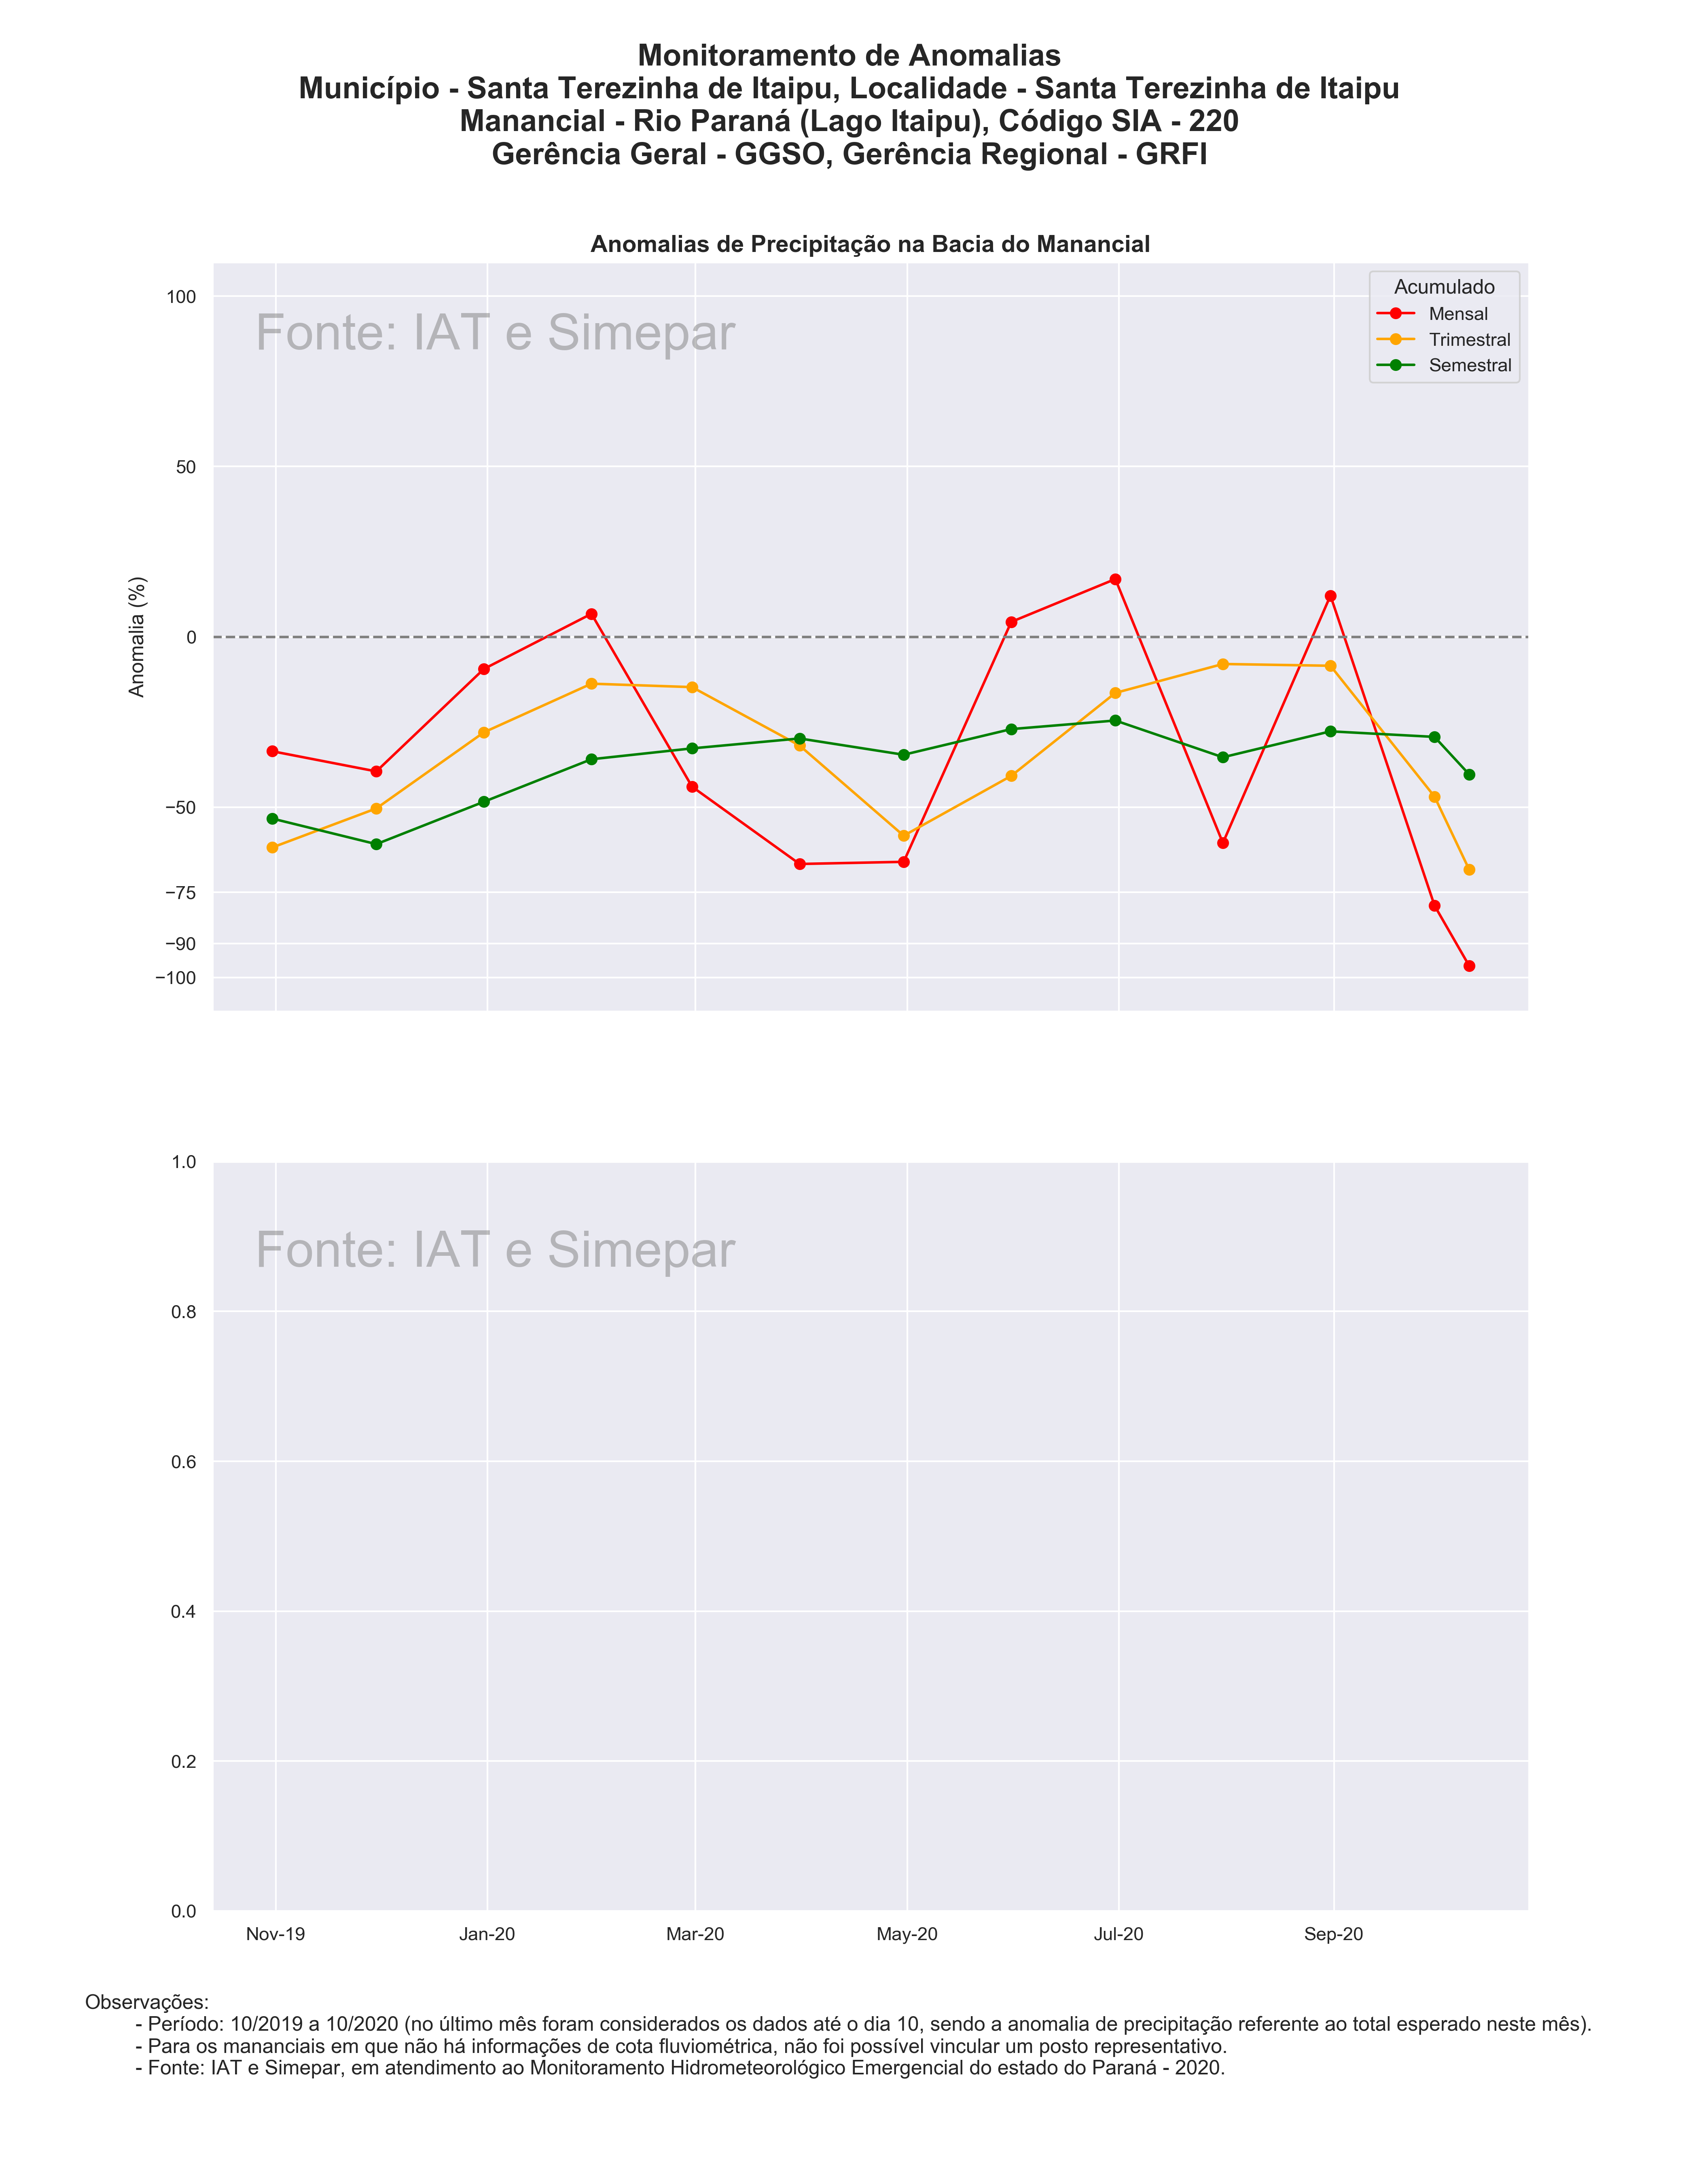 Monitoramento de Anomalias
Município - Santa Terezinha de Itaipu, Localidade - Santa Terezinha de Itaipu
Manancial - Rio Paraná (Lago Itaipu), Código SIA - 220
Gerência Geral - GGSO, Gerência Regional - GRFI
Anomalias de Precipitação na Bacia do Manancial
Fonte: IAT e Simepar
Acumulado
Mensal
Trimestral
Semestral
Anomalia (%)
100
50
0
−50
−75
−90
−100
Fonte: IAT e Simepar
1.0
0.8
0.6
0.4
0.2
0.0
Nov-19 Jan-20 Mar-20 May-20 Jul-20 Sep-20
Observações:
- Período: 10/2019 a 10/2020 (no último mês foram considerados os dados até o dia 10, sendo a anomalia de precipitação referente ao total esperado neste mês).
- Para os mananciais em que não há informações de cota fluviométrica, não foi possível vincular um posto representativo.
- Fonte: IAT e Simepar, em atendimento ao Monitoramento Hidrometeorológico Emergencial do estado do Paraná - 2020.